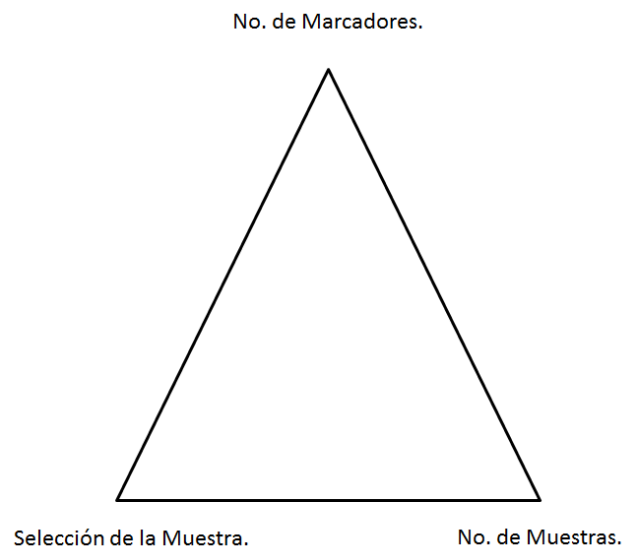 No. de Marcadores.
Selección de la Muestra.
No. de Muestras.